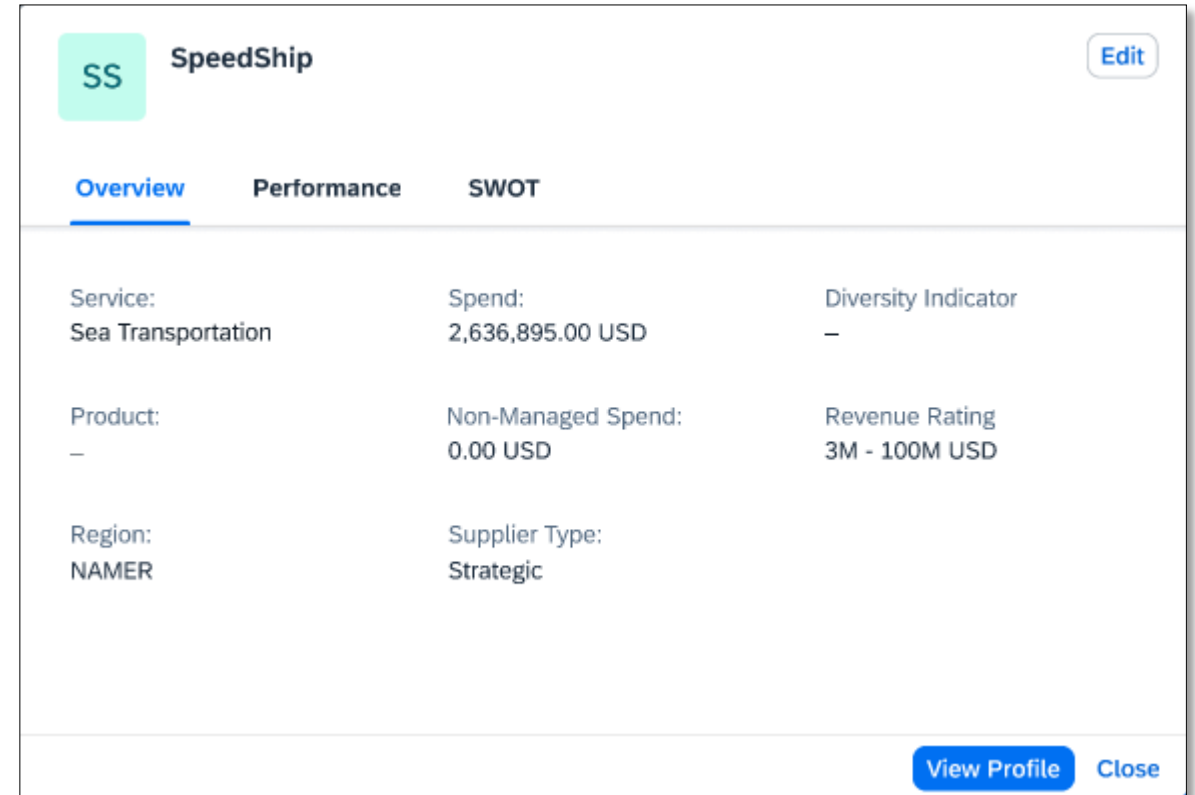 SS
SpeedShip
Edit
Overview Performance SWOT
Service: Spend: Diversity Indicator
Sea Transportation 2,636,895.00 USD –
Product: Non-Managed Spend: Revenue Rating
– 0.00 USD 3M - 100M USD
Region: Supplier Type:
NAMER Strategic
View Profile Close